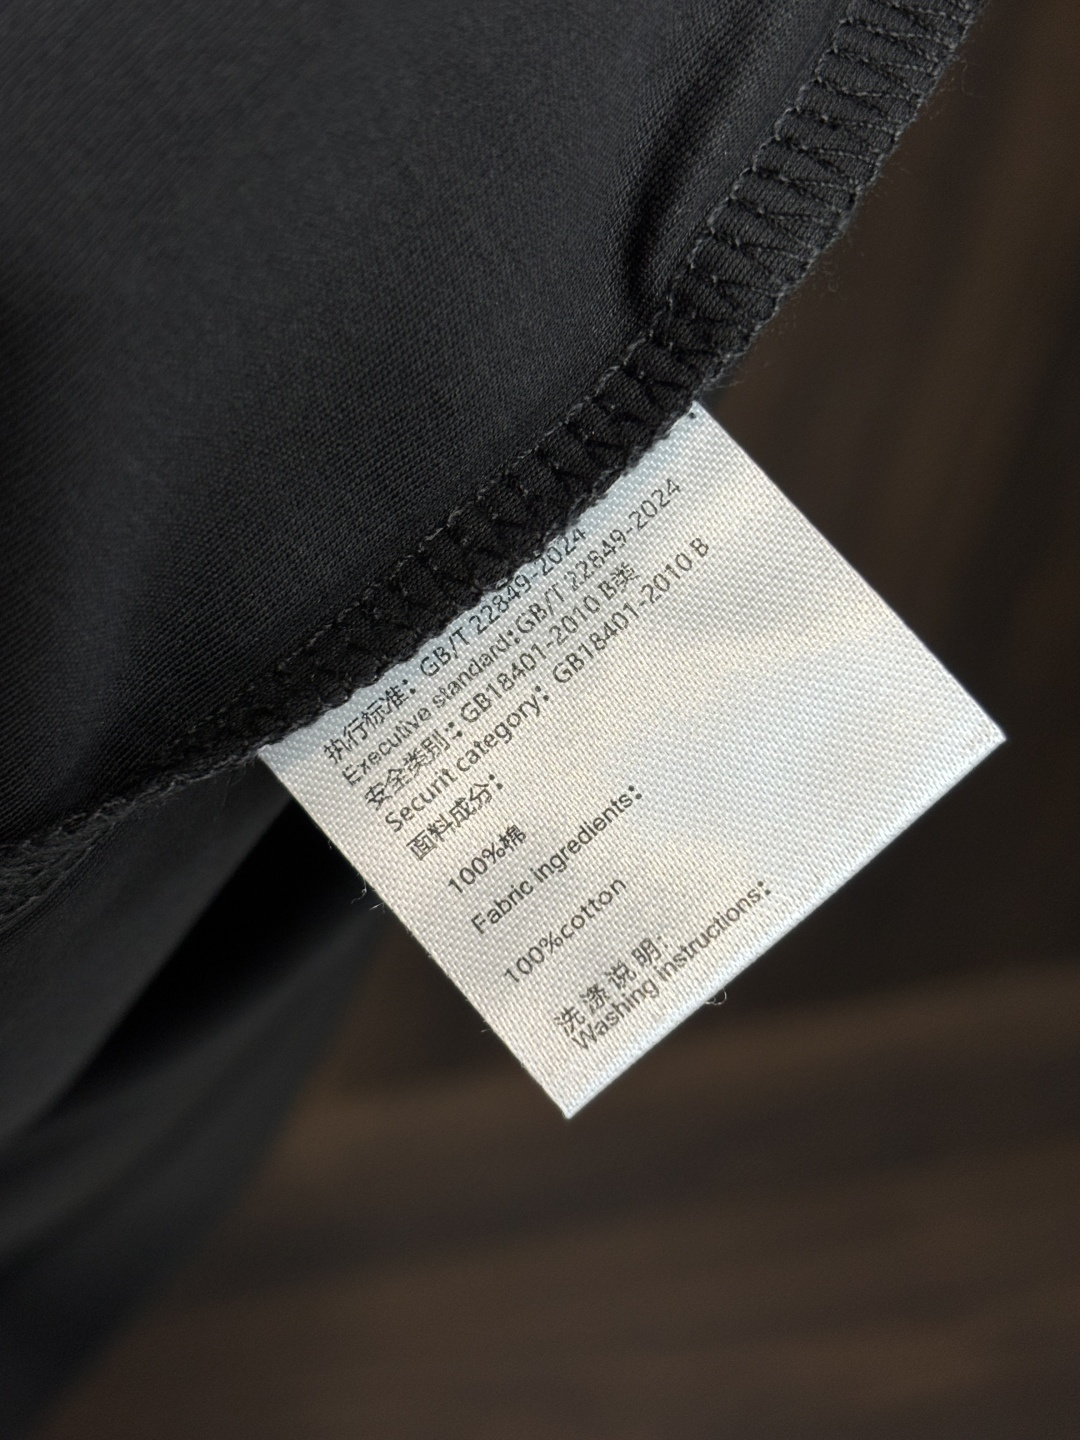 执行标准：GB/T 22849-2024
Executive standard：GB/T 22849-2024
安全类别：：GB18401-2010 B类
Securit category：GB18401-2010 B
面料成分：
100%棉
Fabric ingredients：
100%cotton
洗涤说明：
Washing instructions：